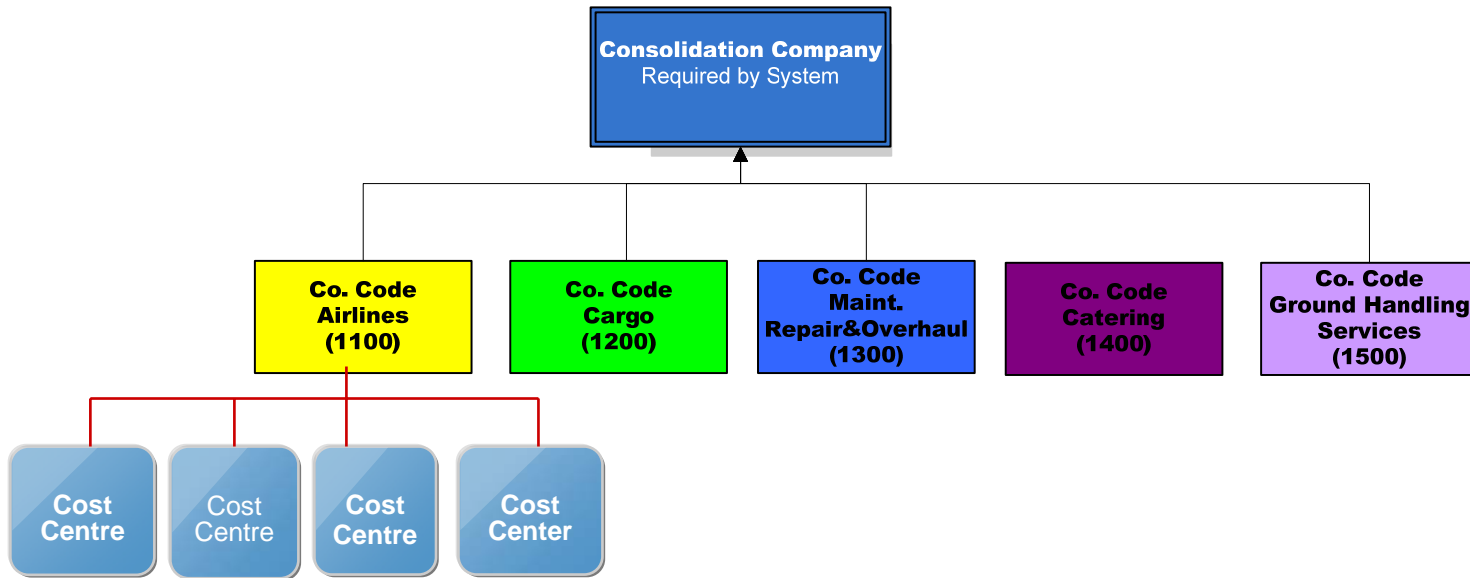 Consolidation Company
Required by System
Co. Code
Airlines
(1100)
Co. Code
Cargo
(1200)
Co. Code
Maint.
Repair&Overhaul
(1300)
Co. Code
Catering
(1400)
Co. Code
Ground Handling
Services
(1500)
Cost
Centre
Cost
Centre
Cost
Centre
Cost
Center